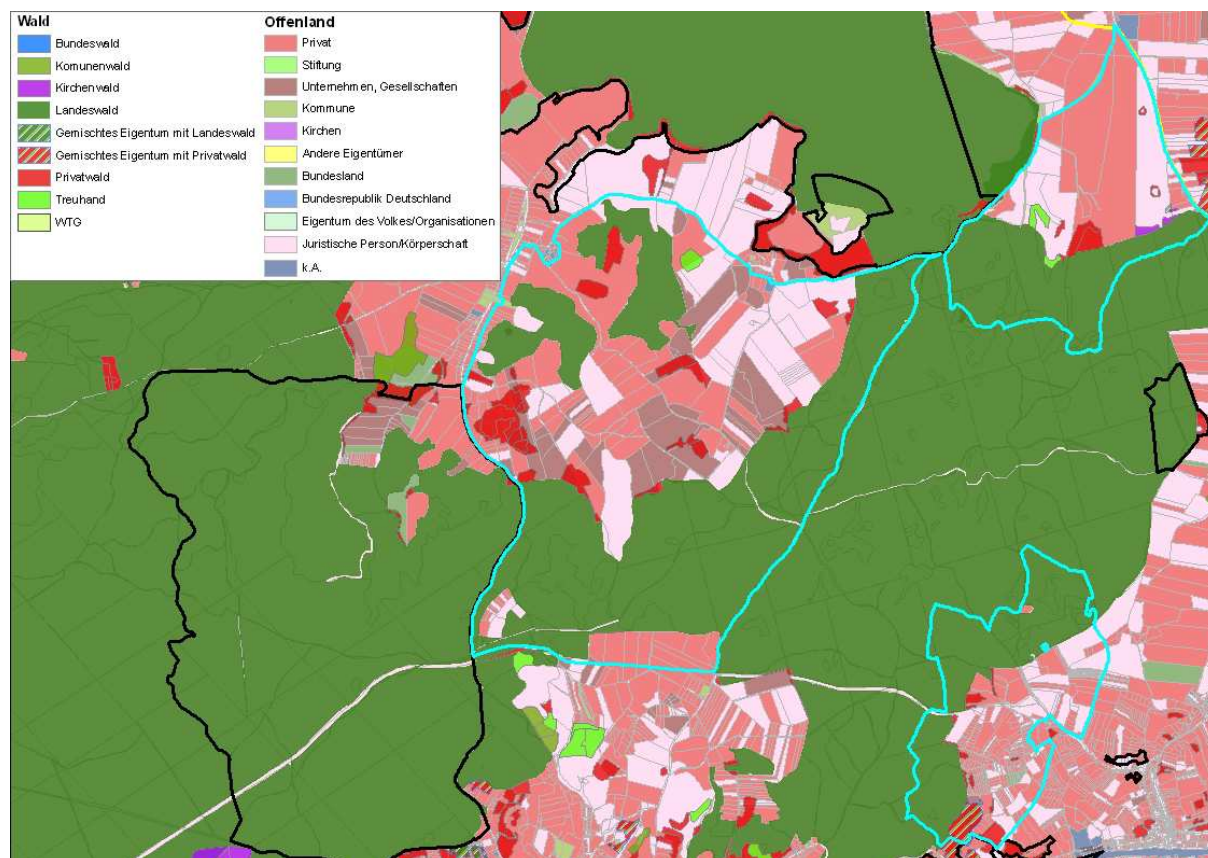 Wald
Bundeswald
Komunenwald
Kirchenwald
Landeswald
Gemischtes Eigentum mit Landeswald
Gemischtes Eigentum mit Privatwald
Privatwald
Treuhand
WTG
Offenland
Privat
Stiftung
Unternehmen, Gesellschaften
Kommune
Kirchen
Andere Eigentümer
Bundesland
Bundesrepublik Deutschland
Eigentum des Volkes/Organisationen
Juristische Person/Körperschaft
k.A.